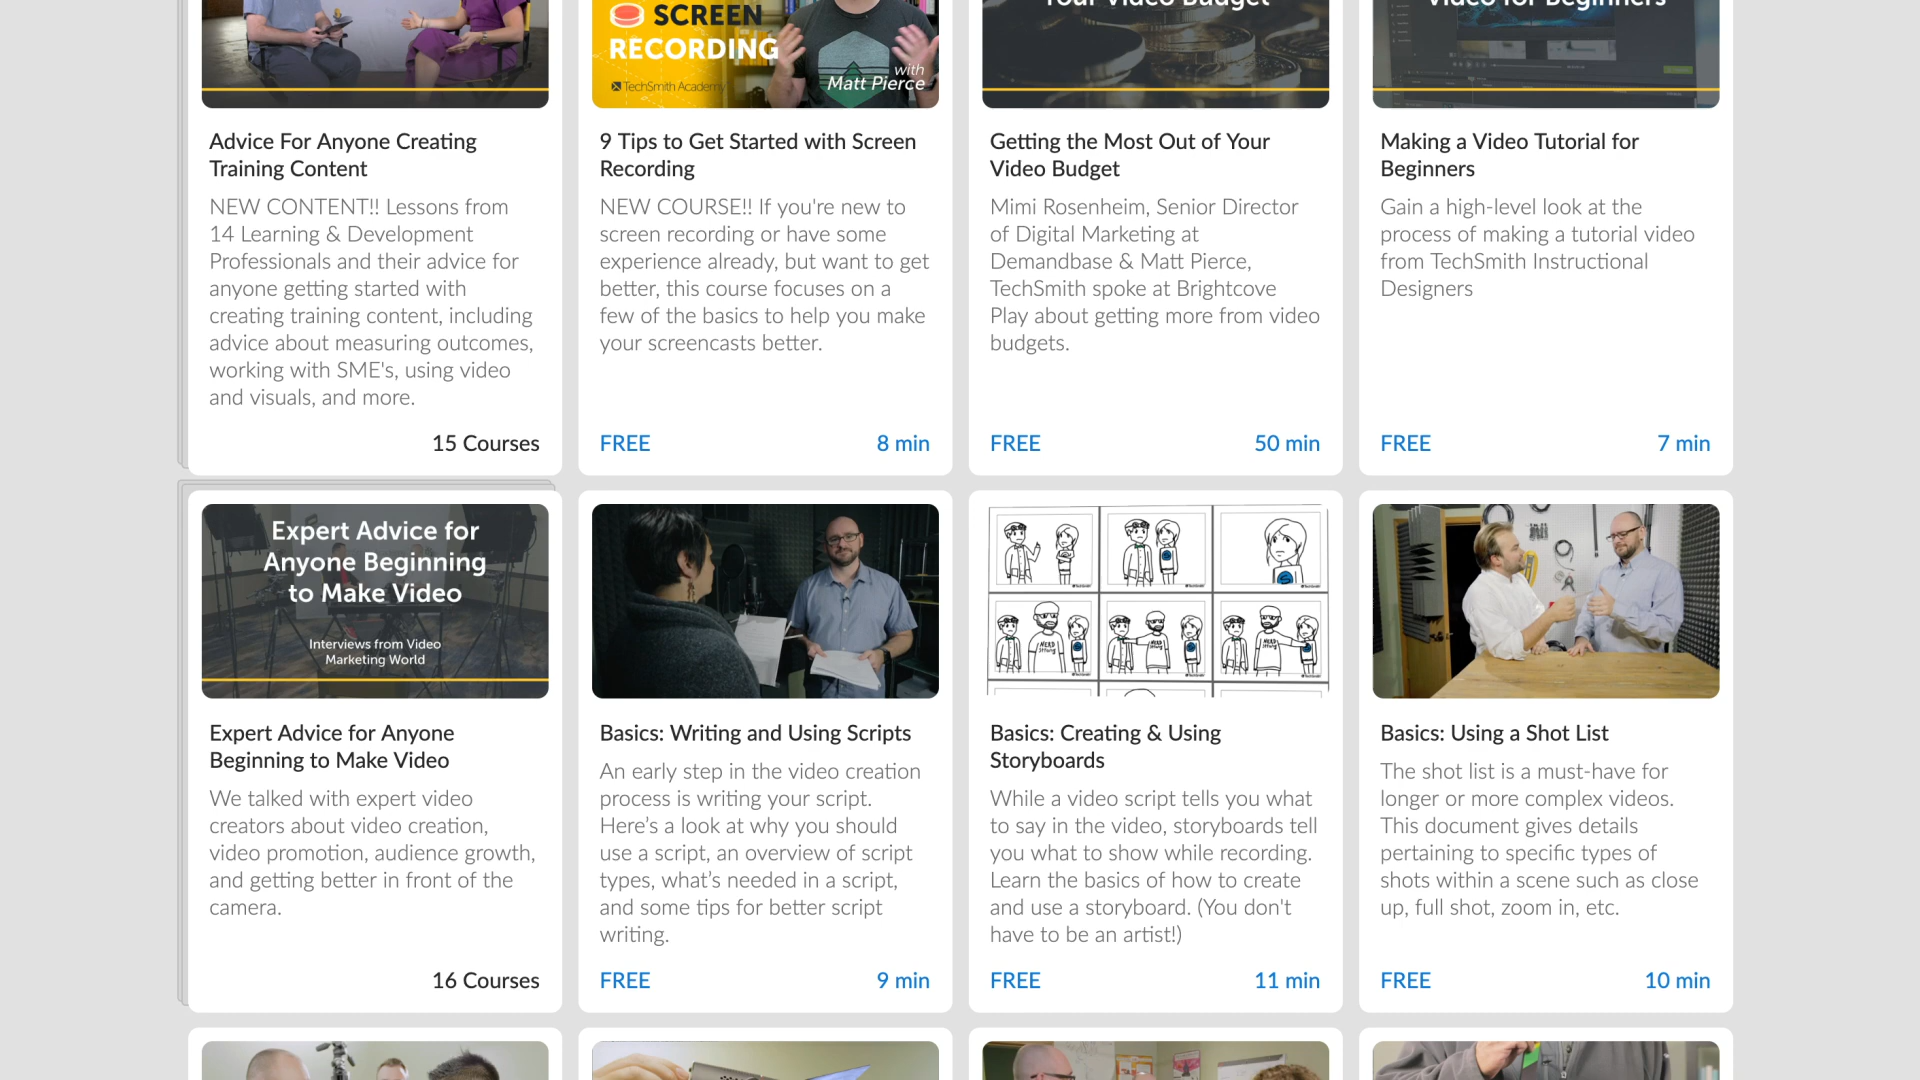 SCREEN
RECORDING
TechSmith Academy
with
Matt Pierce
Your Video Budget
Video for Beginners
Advice For Anyone Creating
Training Content
NEW CONTENT!! Lessons from
14 Learning & Development
Professionals and their advice for
anyone getting started with
creating training content, including
advice about measuring outcomes,
working with SME's, using video
and visuals, and more.
15 Courses
9 Tips to Get Started with Screen
Recording
NEW COURSE!! If you're new to
screen recording or have some
experience already, but want to get
better, this course focuses on a
few of the basics to help you make
your screencasts better.
FREE
8 min
Getting the Most Out of Your
Video Budget
Mimi Rosenheim, Senior Director
of Digital Marketing at
Demandbase & Matt Pierce,
TechSmith spoke at Brightcove
Play about getting more from video
budgets.
FREE
50 min
Making a Video Tutorial for
Beginners
Gain a high-level look at the
process of making a tutorial video
from TechSmith Instructional
Designers
FREE
7 min
Expert Advice for
Anyone Beginning
to Make Video
Interviews from Video
Marketing World
Expert Advice for Anyone
Beginning to Make Video
We talked with expert video
creators about video creation,
video promotion, audience growth,
and getting better in front of the
camera.
16 Courses
Basics: Writing and Using Scripts
An early step in the video creation
process is writing your script.
Here’s a look at why you should
use a script, an overview of script
types, what’s needed in a script,
and some tips for better script
writing.
FREE
9 min
Basics: Creating & Using
Storyboards
While a video script tells you what
to say in the video, storyboards tell
you what to show while recording.
Learn the basics of how to create
and use a storyboard. (You don't
have to be an artist!)
FREE
11 min
Basics: Using a Shot List
The shot list is a must-have for
longer or more complex videos.
This document gives details
pertaining to specific types of
shots within a scene such as close
up, full shot, zoom in, etc.
FREE
10 min